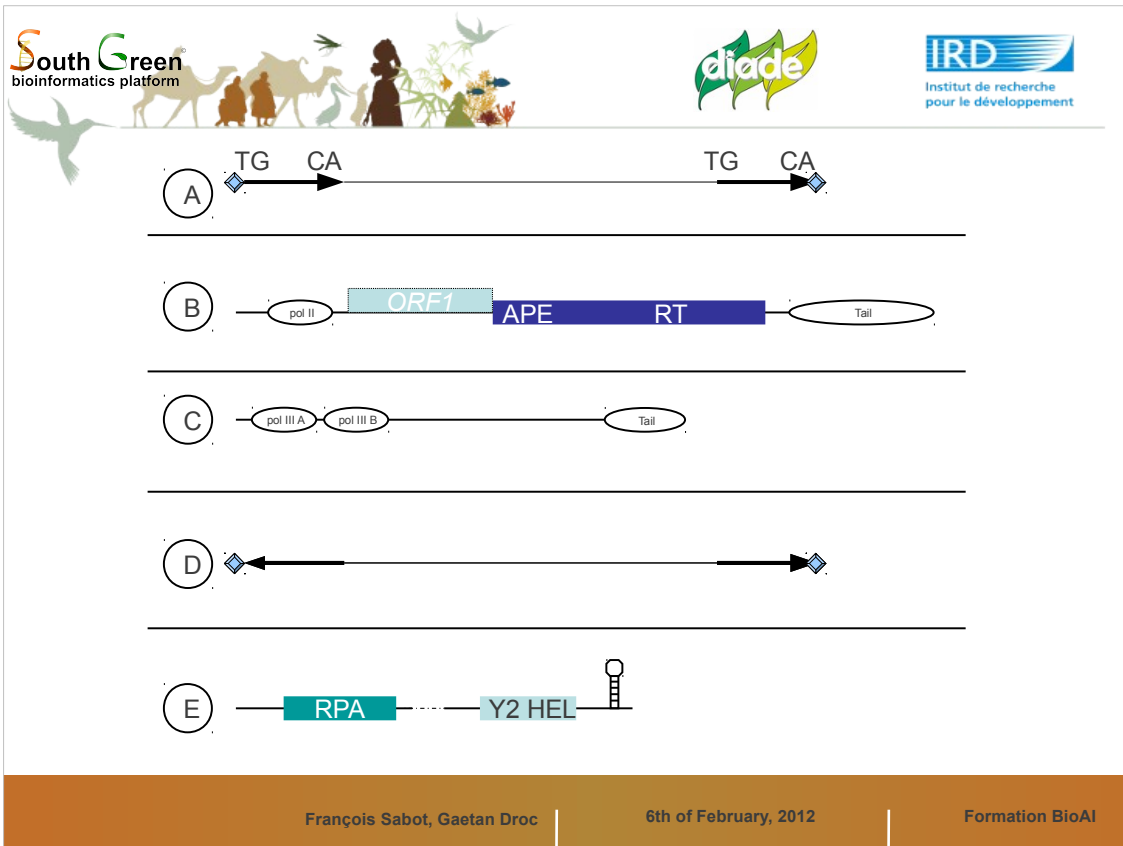 South Green
bioinformatics platform
diade
IRD
Institut de recherche
pour le développement
TG CA TG CA
A
B pol II ORF1 APE RT Tail
C pol III A pol III B Tail
D
E RPA Y2 HEL
François Sabot, Gaetan Droc
6th of February, 2012
Formation BioAI